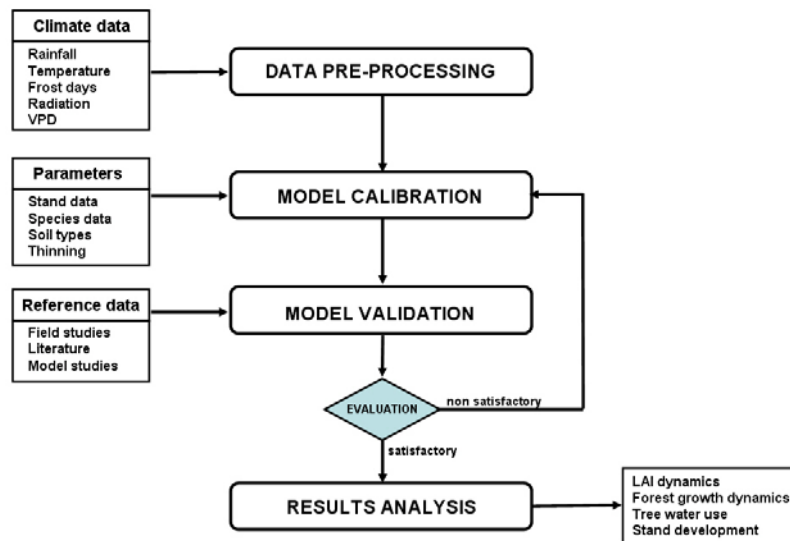 Climate data
Rainfall
Temperature
Frost days
Radiation
VPD
DATA PRE-PROCESSING
Parameters
Stand data
Species data
Soil types
Thinning
MODEL CALIBRATION
Reference data
Field studies
Literature
Model studies
MODEL VALIDATION
EVALUATION
non satisfactory
satisfactory
RESULTS ANALYSIS
LAI dynamics
Forest growth dynamics
Tree water use
Stand development